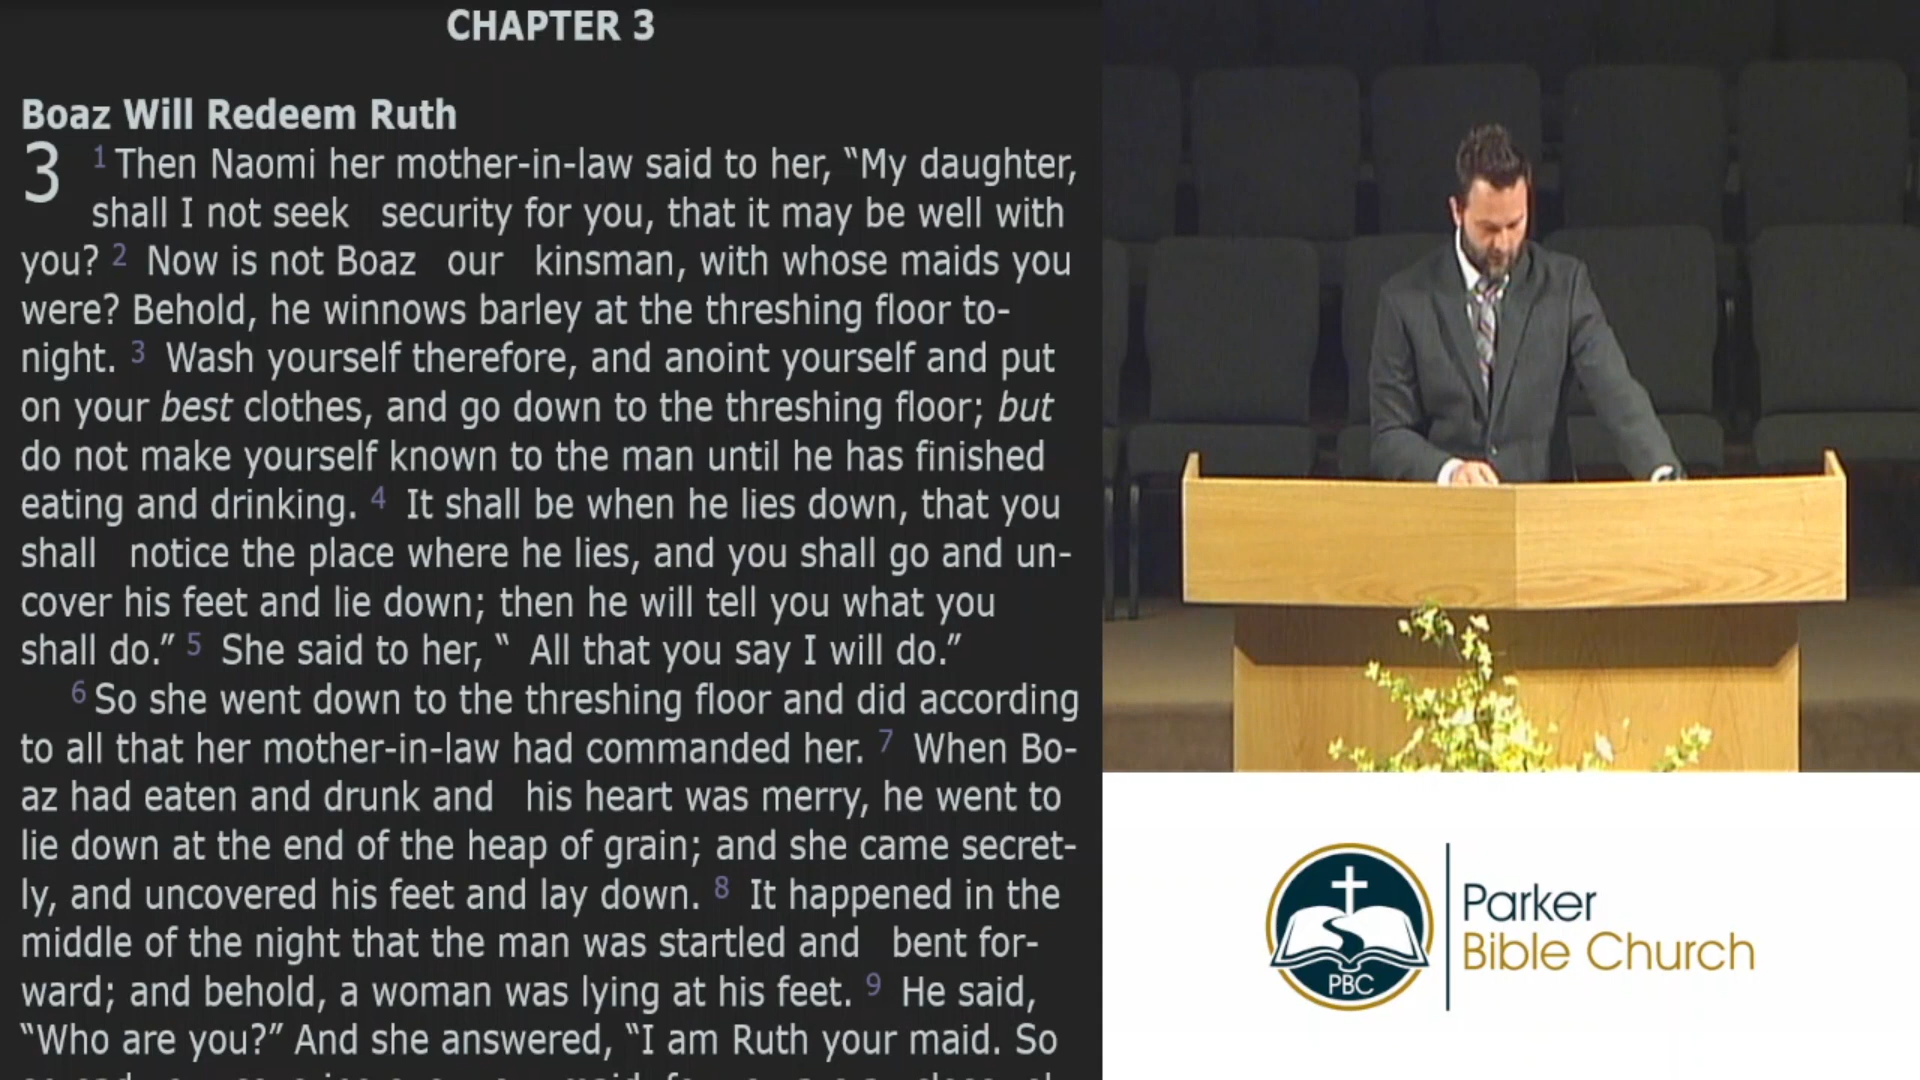 CHAPTER 3
Boaz Will Redeem Ruth
3 1 Then Naomi her mother-in-law said to her, “My daughter,
shall I not seek security for you, that it may be well with
you? 2 Now is not Boaz our kinsman, with whose maids you
were? Behold, he winnows barley at the threshing floor to-
night. 3 Wash yourself therefore, and anoint yourself and put
on your best clothes, and go down to the threshing floor; but
do not make yourself known to the man until he has finished
eating and drinking. 4 It shall be when he lies down, that you
shall notice the place where he lies, and you shall go and un-
cover his feet and lie down; then he will tell you what you
shall do.” 5 She said to her, “ All that you say I will do.”
6 So she went down to the threshing floor and did according
to all that her mother-in-law had commanded her. 7 When Bo-
az had eaten and drunk and his heart was merry, he went to
lie down at the end of the heap of grain; and she came secret-
ly, and uncovered his feet and lay down. 8 It happened in the
middle of the night that the man was startled and bent for-
ward; and behold, a woman was lying at his feet. 9 He said,
“Who are you?” And she answered, “I am Ruth your maid. So
Parker
Bible Church
PBC